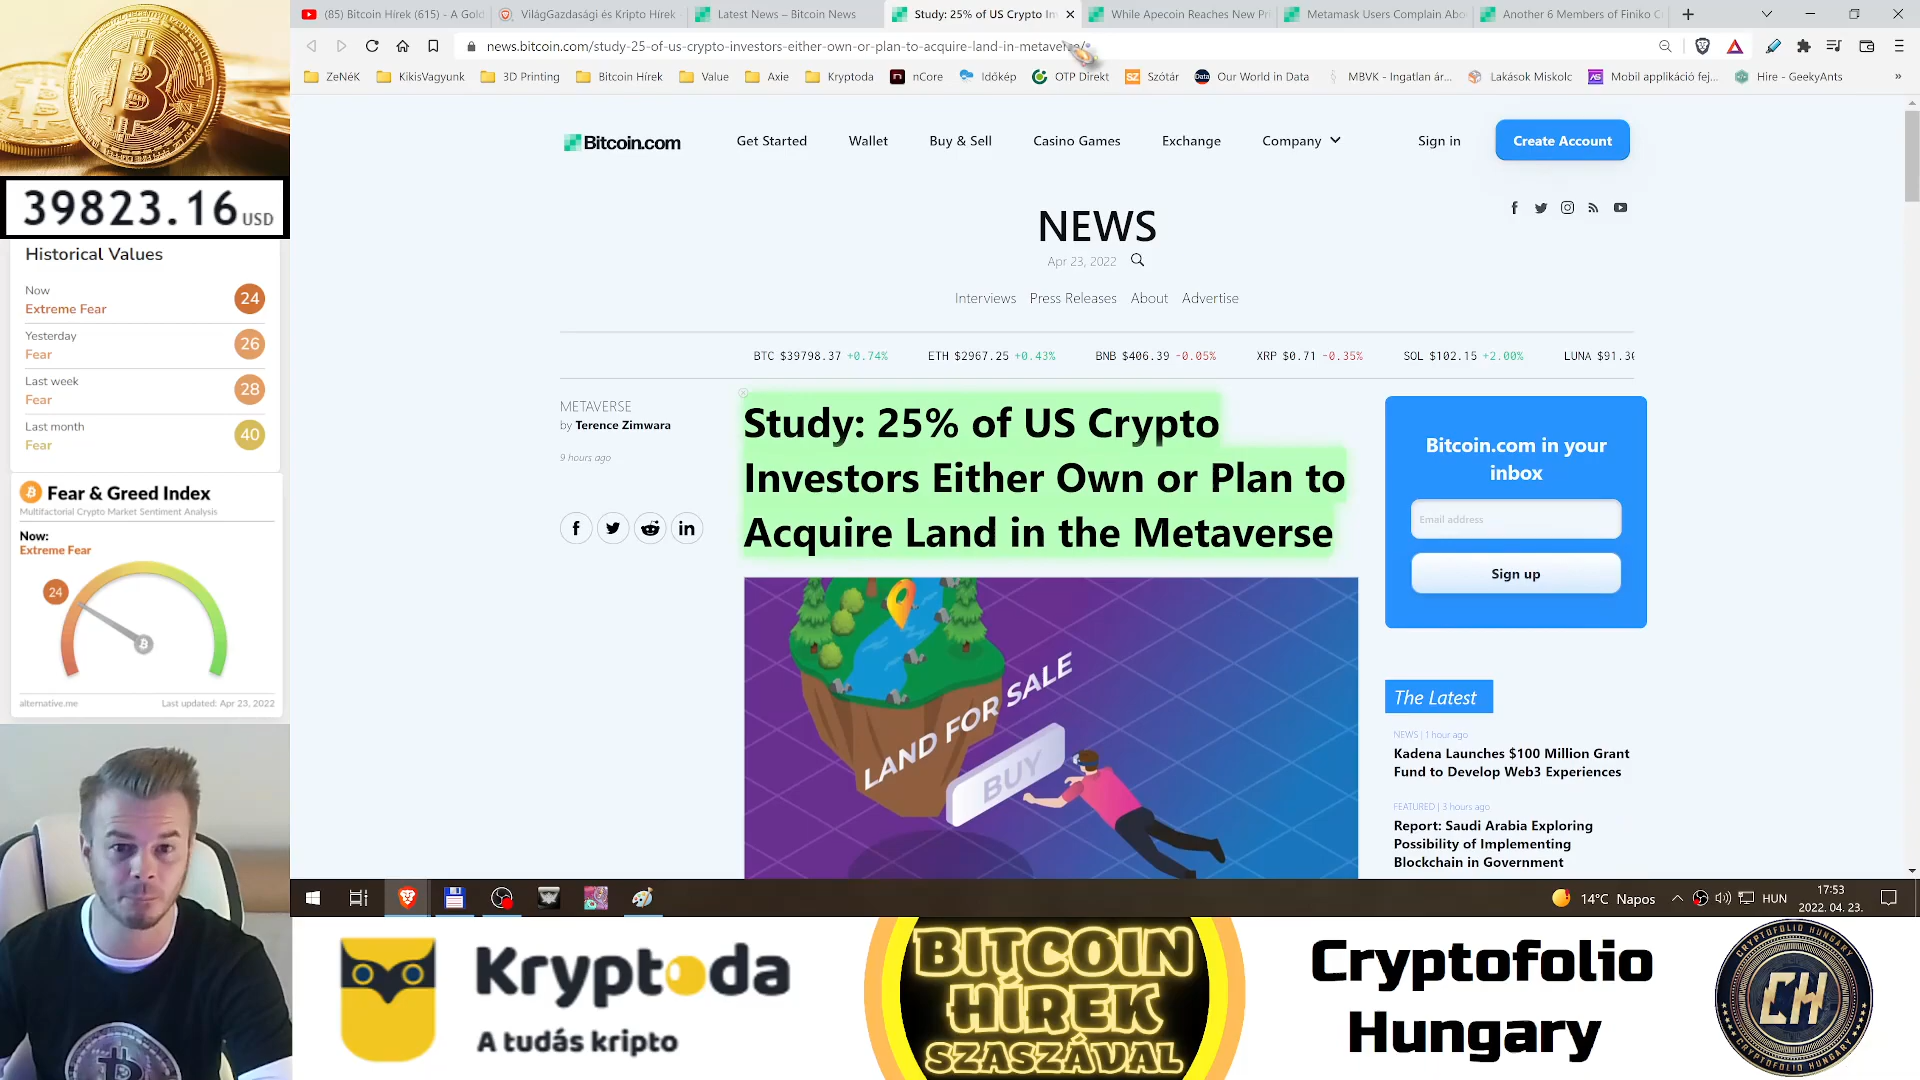 (85) Bitcoin Hírek (615) - A Gold
VilágGazdasági és Kripto Hírek
Latest News – Bitcoin News
Study: 25% of US Crypto In
While Apecoin Reaches New Pri
Metamask Users Complain Abo
Another 6 Members of Finiko C
news.bitcoin.com/study-25-of-us-crypto-investors-either-own-or-plan-to-acquire-land-in-metaverse/
ZeNéK KikisVagyunk 3D Printing Bitcoin Hírek Value Axie Kryptoda nCore Időkép OTP Direkt Szótár Our World in Data MBVK - Ingatlan ár... Lakások Miskolc Mobil applikáció fej... Hire - GeekyAnts »
39823.16 USD
Historical Values
Now
Extreme Fear
24
Yesterday
Fear
26
Last week
Fear
28
Last month
Fear
40
Fear & Greed Index
Multifactorial Crypto Market Sentiment Analysis
Now:
Extreme Fear
24
alternative.me Last updated: Apr 23, 2022
Bitcoin.com Get Started Wallet Buy & Sell Casino Games Exchange Company Sign in Create Account
NEWS
Apr 23, 2022
Interviews Press Releases About Advertise
BTC $39798.37 +0.74% ETH $2967.25 +0.43% BNB $406.39 -0.05% XRP $0.71 -0.35% SOL $102.15 +2.00% LUNA $91.30
METAVERSE
by Terence Zimwara
9 hours ago
Study: 25% of US Crypto
Investors Either Own or Plan to
Acquire Land in the Metaverse
LAND FOR SALE
BUY
Bitcoin.com in your
inbox
Email address
Sign up
The Latest
NEWS | 1 hour ago
Kadena Launches $100 Million Grant
Fund to Develop Web3 Experiences
FEATURED | 3 hours ago
Report: Saudi Arabia Exploring
Possibility of Implementing
Blockchain in Government
14°C Napos HUN
17:53
2022. 04. 23.
Kryptoda
A tudás kripto
BITCOIN
HÍREK
SZASZÁVAL
Cryptofolio
Hungary
CRYPTOFOLIO HUNGARY
CH
CRYPTOFOLIO HUNGARY